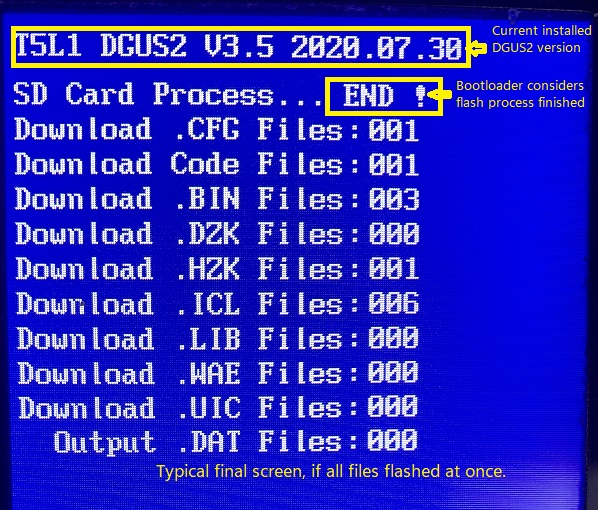 T5L1 DGUS2 V3.5 2020.07.30
Current installed
DGUS2 version
SD Card Process... END !
Bootloader considers
flash process finished
Download .CFG Files:001
Download Code Files:001
Download .BIN Files:003
Download .DZK Files:000
Download .HZK Files:001
Download .ICL Files:006
Download .LIB Files:000
Download .WAE Files:000
Download .UIC Files:000
Output .DAT Files:000
Typical final screen, if all files flashed at once.